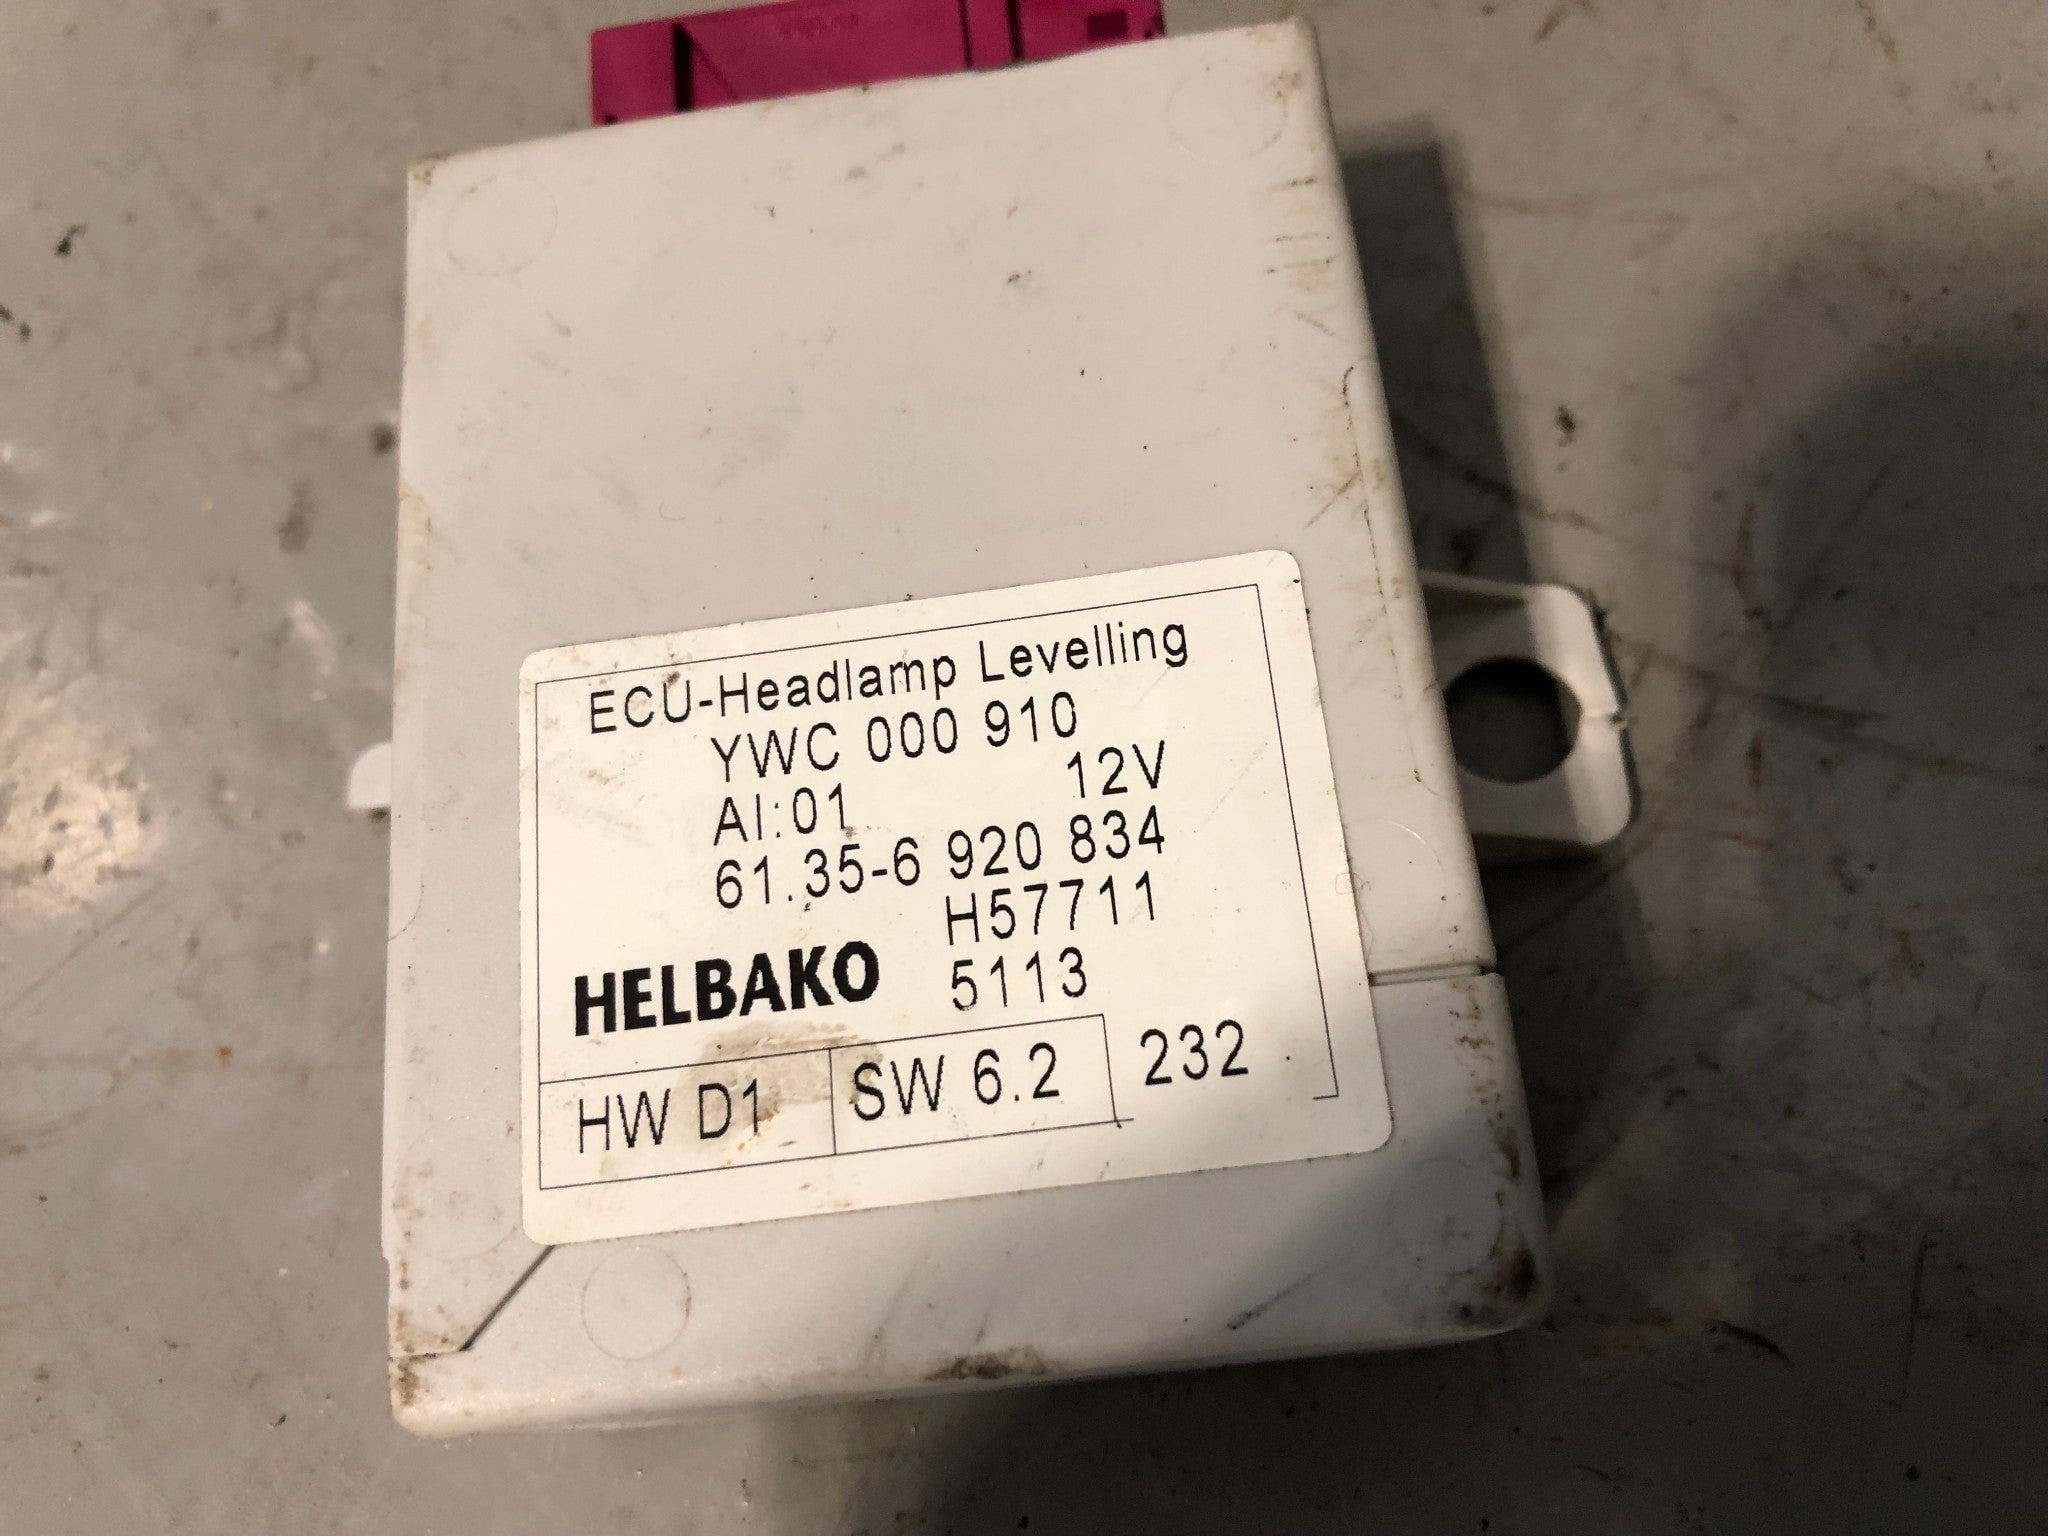 ECU-Headlamp Levelling
YWC 000 910
AI:01 12V
61.35-6 920 834
H57711
HELBAKO 5113
HW D1 SW 6.2 232